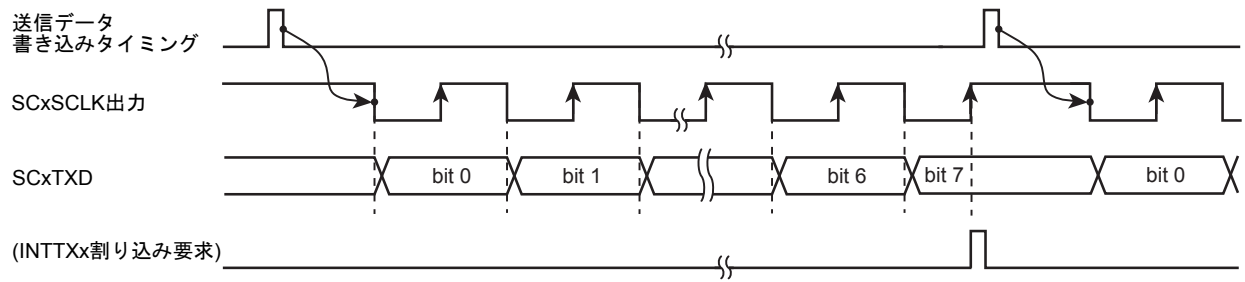 送信データ
書き込みタイミング
SCxSCLK出力
SCxTXD
bit 0
bit 1
bit 6
bit 7
bit 0
(INTTXx割り込み要求)